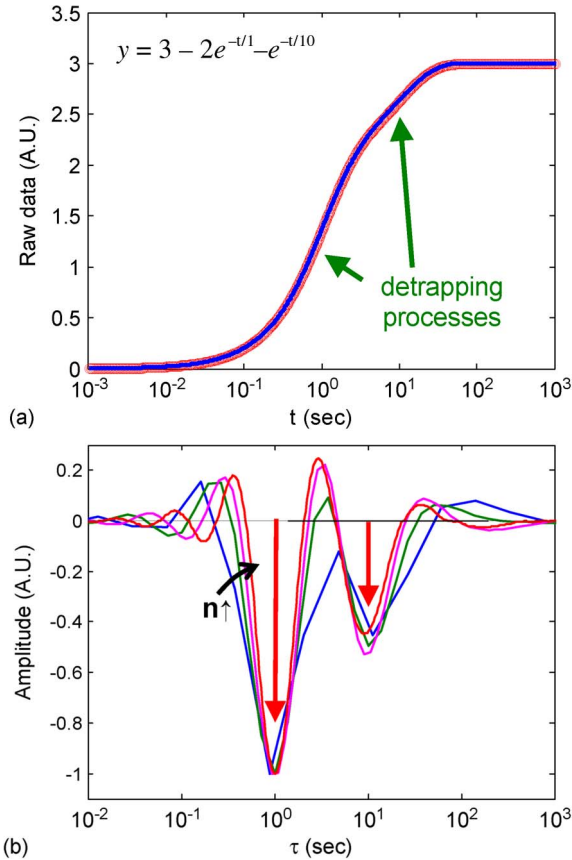 y = 3 – 2e^{–t/1} – e^{–t/10}
3.5
3
2.5
2
1.5
1
0.5
0
Raw data (A.U.)
detrapping
processes
10^{-3} 10^{-2} 10^{-1} 10^{0} 10^{1} 10^{2} 10^{3}
t (sec)
(a)
0.2
0
-0.2
-0.4
-0.6
-0.8
-1
Amplitude (A.U.)
n↑
10^{-2} 10^{-1} 10^{0} 10^{1} 10^{2} 10^{3}
τ (sec)
(b)